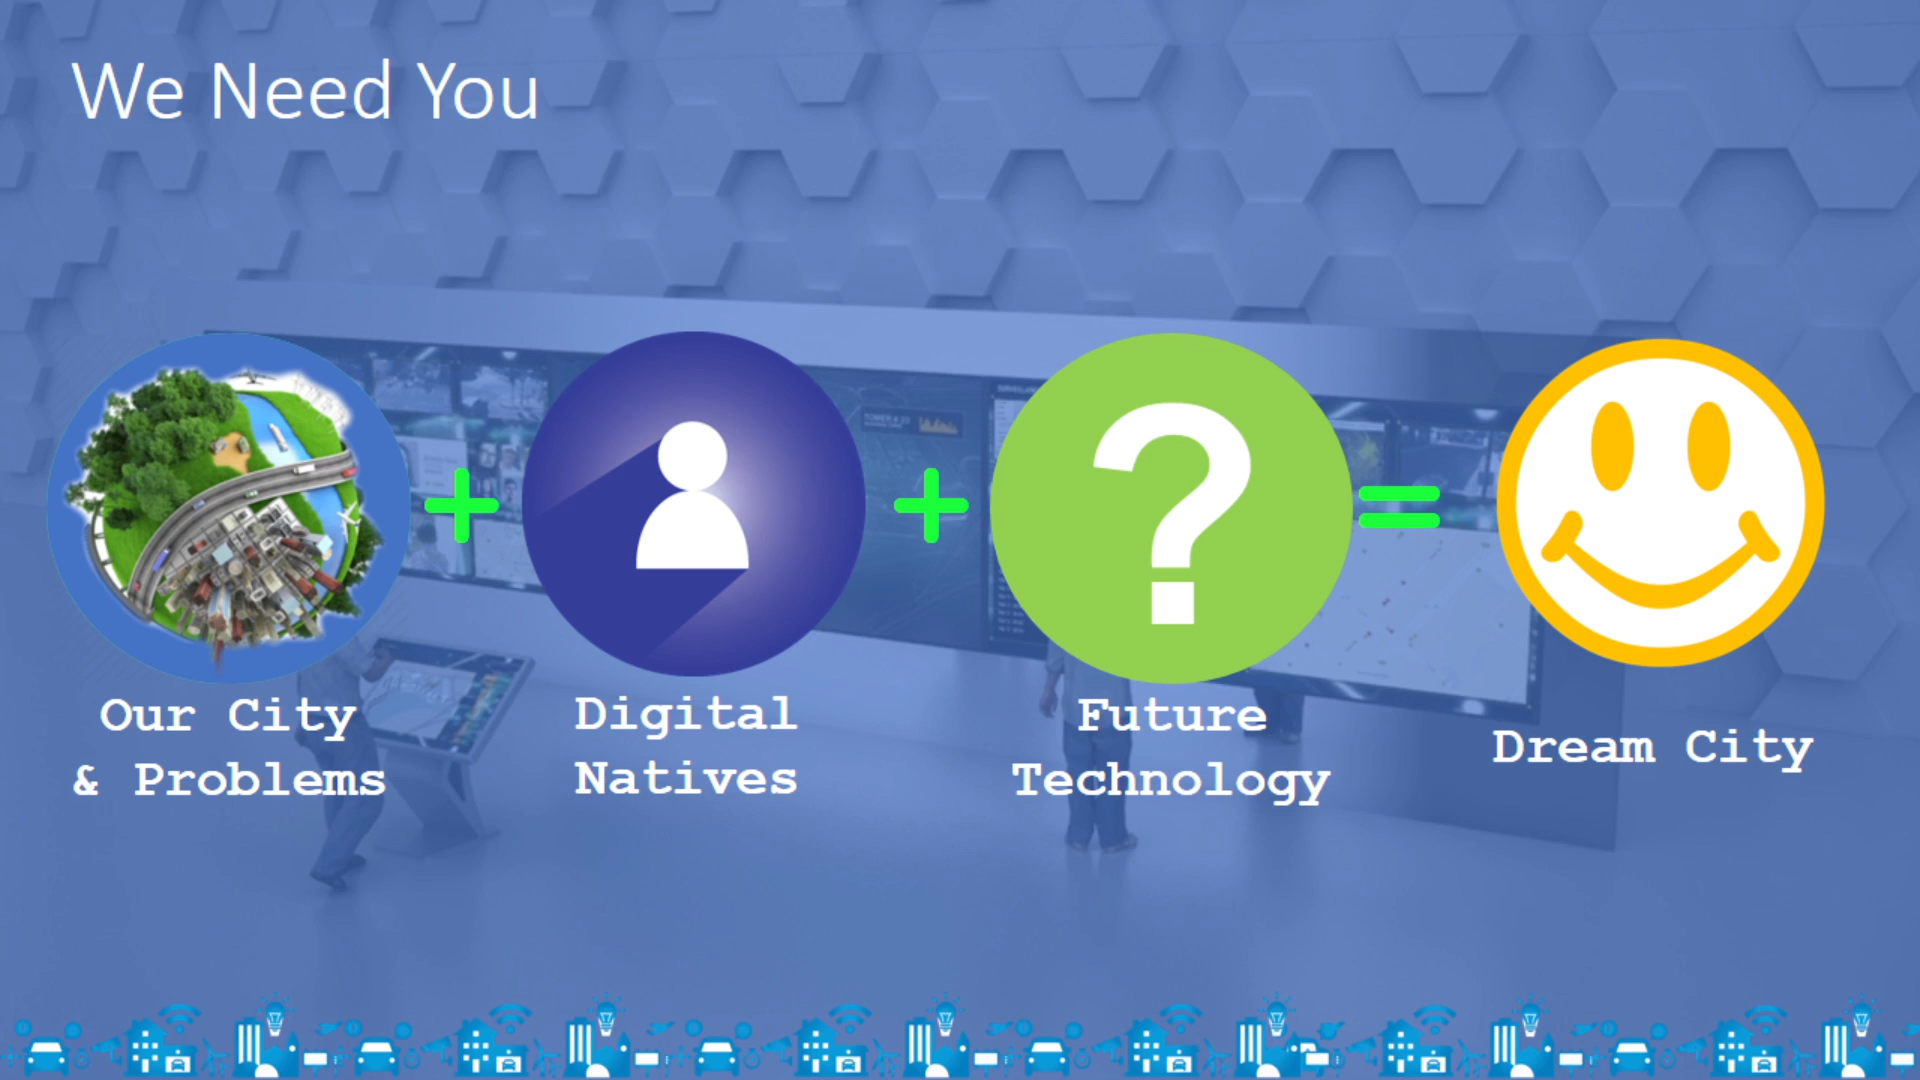 We Need You
Our City
& Problems
Digital
Natives
Future
Technology
Dream City